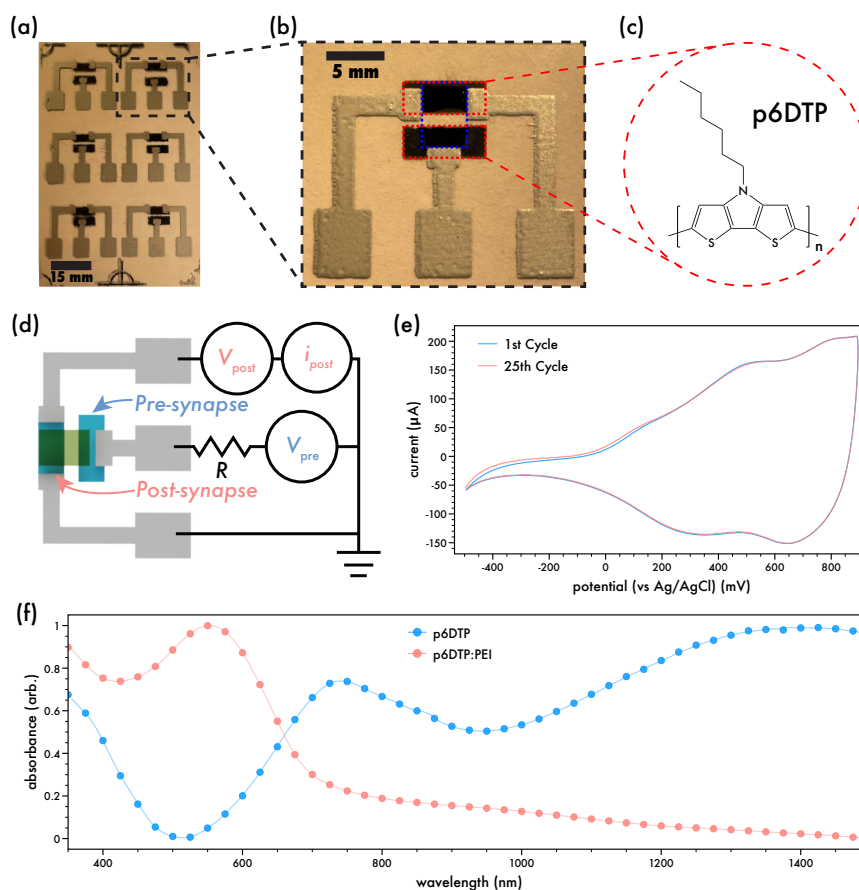 (a)
(b)
(c)
5 mm
15 mm
p6DTP
N
S
S
n
(d)
V post
i post
Pre-synapse
V pre
R
Post-synapse
(e)
1st Cycle
25th Cycle
current (µA)
200
150
100
50
0
-50
-100
-150
-400
-200
0
200
400
600
800
potential (vs Ag/AgCl) (mV)
(f)
p6DTP
p6DTP:PEI
absorbance (arb.)
1
0.8
0.6
0.4
0.2
0
400
600
800
1000
1200
1400
wavelength (nm)